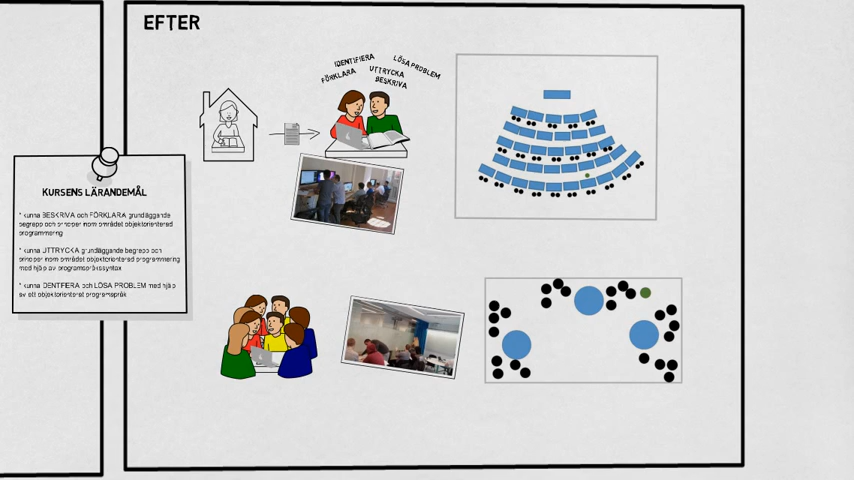 EFTER
IDENTIFIERA
LÖSA PROBLEM
FÖRKLARA
UTTRYCKA
BESKRIVA
KURSENS LÄRANDEMÅL
* kunna BESKRIVA och FÖRKLARA grundläggande
begrepp och principer inom området objektorienterad
programmering
* kunna UTTRYCKA grundläggande begrepp och
principer inom området objektorienterad programmering
med hjälp av programspråkssyntax
* kunna IDENTIFIERA och LÖSA PROBLEM med hjälp
av ett objektorienterat programspråk